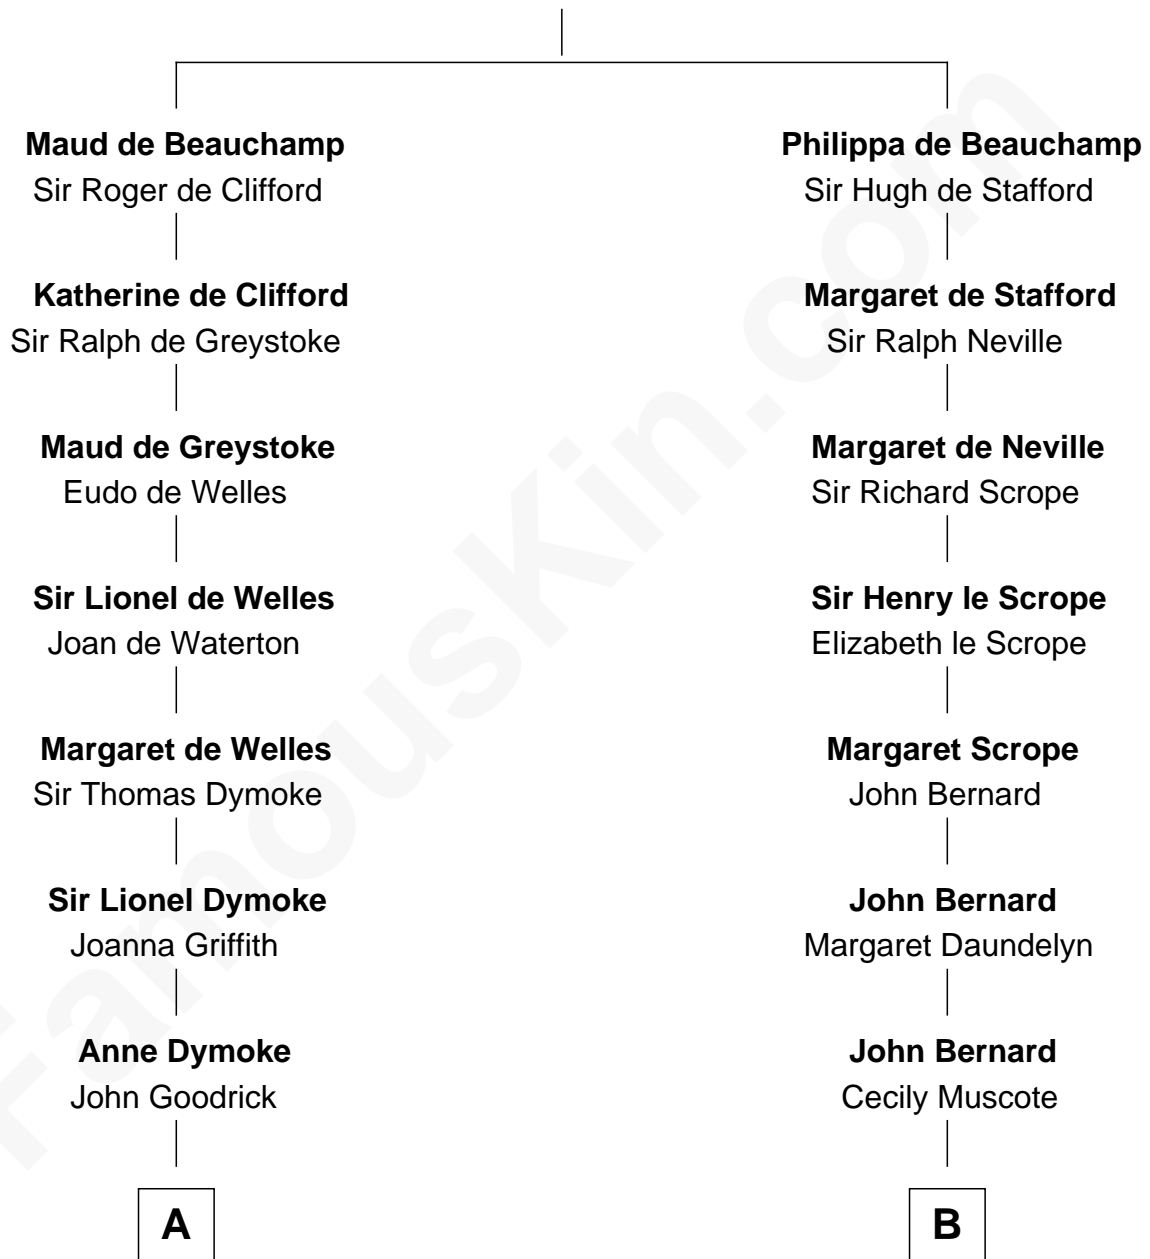 Maud de Beauchamp
Sir Roger de Clifford
Katherine de Clifford
Sir Ralph de Greystoke
Maud de Greystoke
Eudo de Welles
Sir Lionel de Welles
Joan de Waterton
Margaret de Welles
Sir Thomas Dymoke
Sir Lionel Dymoke
Joanna Griffith
Anne Dymoke
John Goodrick
A
Philippa de Beauchamp
Sir Hugh de Stafford
Margaret de Stafford
Sir Ralph Neville
Margaret de Neville
Sir Richard Scrope
Sir Henry le Scrope
Elizabeth le Scrope
Margaret Scrope
John Bernard
John Bernard
Margaret Daundelyn
John Bernard
Cecily Muscote
B
FamousKin.com